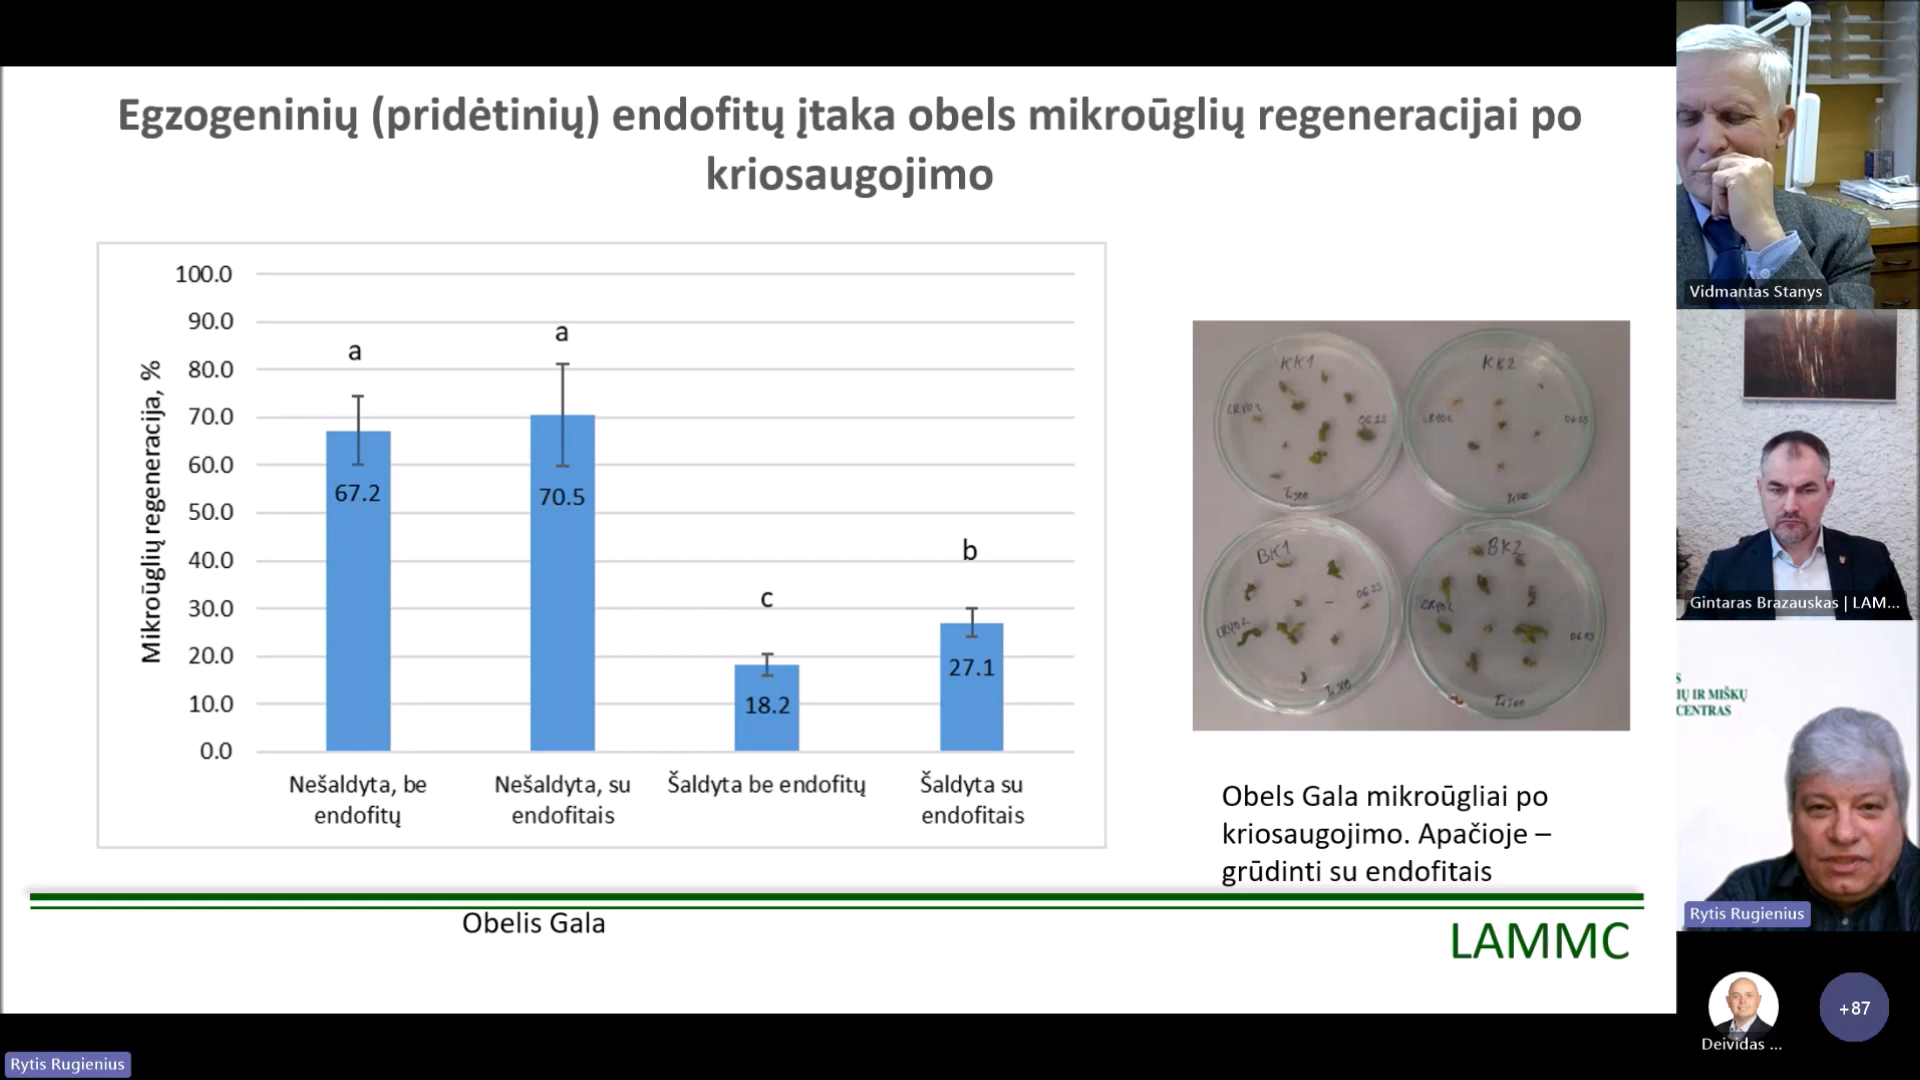 Egzogeninių (pridėtinių) endofitų įtaka obels mikroūglių regeneracijai po
kriosaugojimo
Mikroūglių regeneracija, %
100.0
90.0
80.0
70.0
60.0
50.0
40.0
30.0
20.0
10.0
0.0
a
a
c
b
67.2
70.5
18.2
27.1
Nešaldyta, be
endofitų
Nešaldyta, su
endofitais
Šaldyta be endofitų
Šaldyta su
endofitais
KK1
KK2
BK1
BK2
Obels Gala mikroūgliai po
kriosaugojimo. Apačioje –
grūdinti su endofitais
Obelis Gala
LAMMC
Vidmantas Stanys
Gintaras Brazauskas | LAM...
IŲ IR MIŠKŲ
CENTRAS
Rytis Rugienius
Deividas ...
+87
Rytis Rugienius